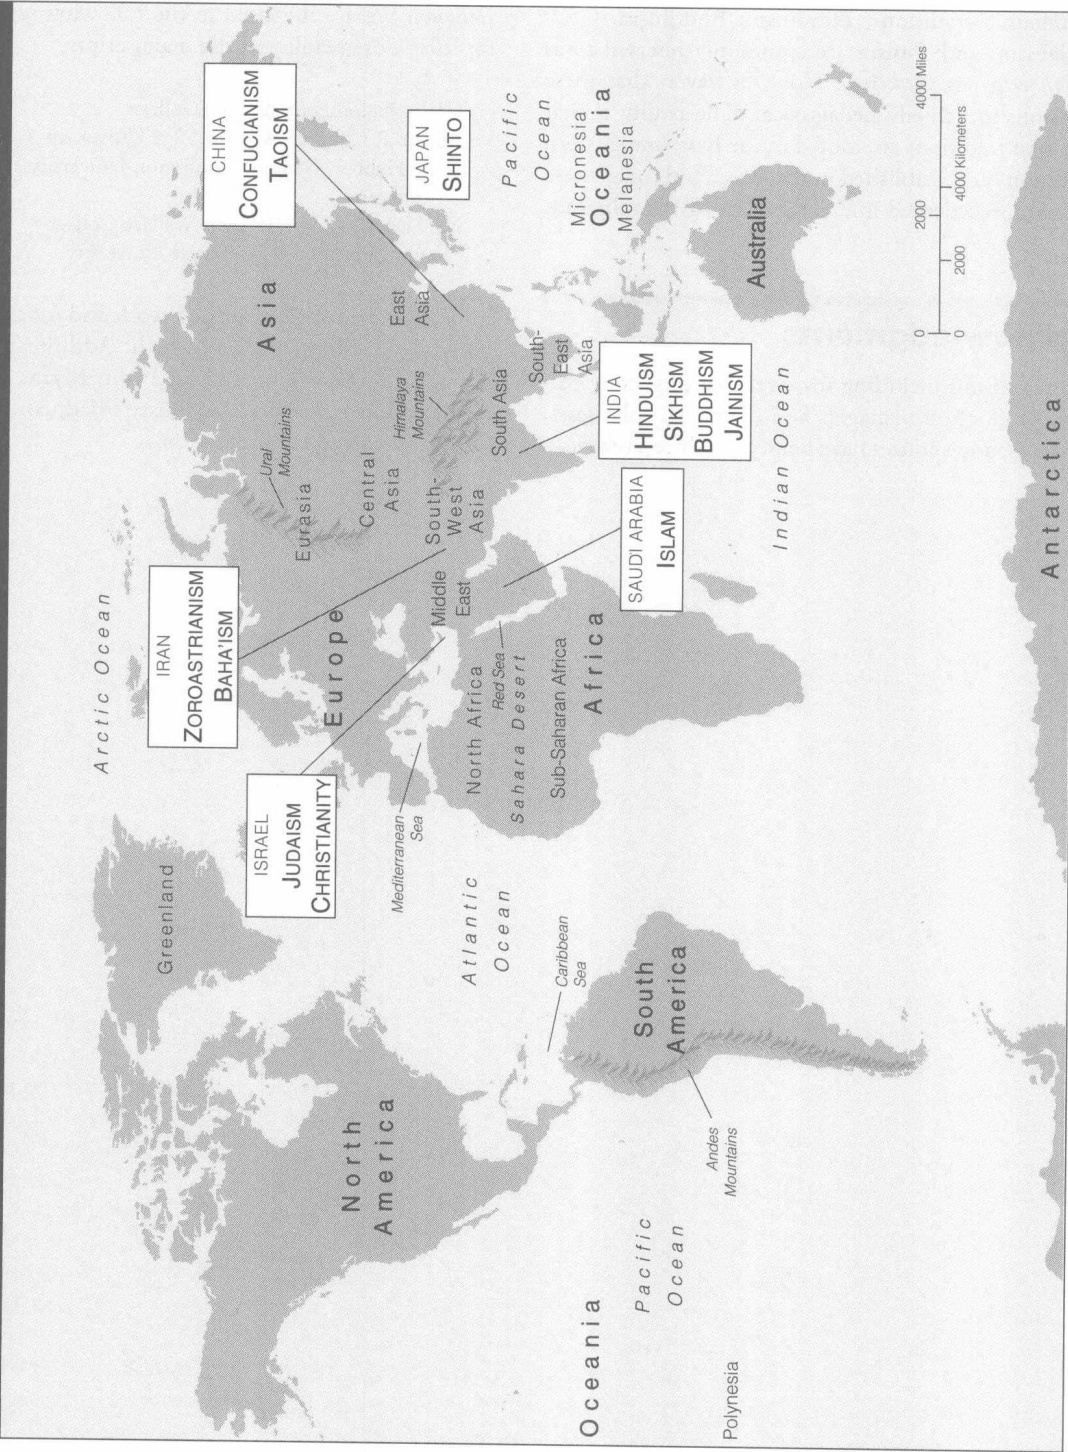 Arctic Ocean
Greenland
North
America
Atlantic
Ocean
Caribbean
Sea
South
America
Andes
Mountains
Pacific
Ocean
Oceania
Polynesia
ISRAEL
JUDAISM
CHRISTIANITY
IRAN
ZOROASTRIANISM
BAHA'ISM
Europe
Mediterranean
Sea
North Africa
Sahara Desert
Red Sea
Sub-Saharan Africa
Africa
Middle
East
Eurasia
Ural
Mountains
Central
Asia
South-
West
Asia
Himalaya
Mountains
South Asia
Asia
East
Asia
South-
East
Asia
CHINA
CONFUCIANISM
TAOISM
JAPAN
SHINTO
SAUDI ARABIA
ISLAM
INDIA
HINDUISM
SIKHISM
BUDDHISM
JAINISM
Indian Ocean
Pacific
Ocean
Micronesia
Oceania
Melanesia
Australia
Antarctica
0 2000 4000 Miles
0 2000 4000 Kilometers